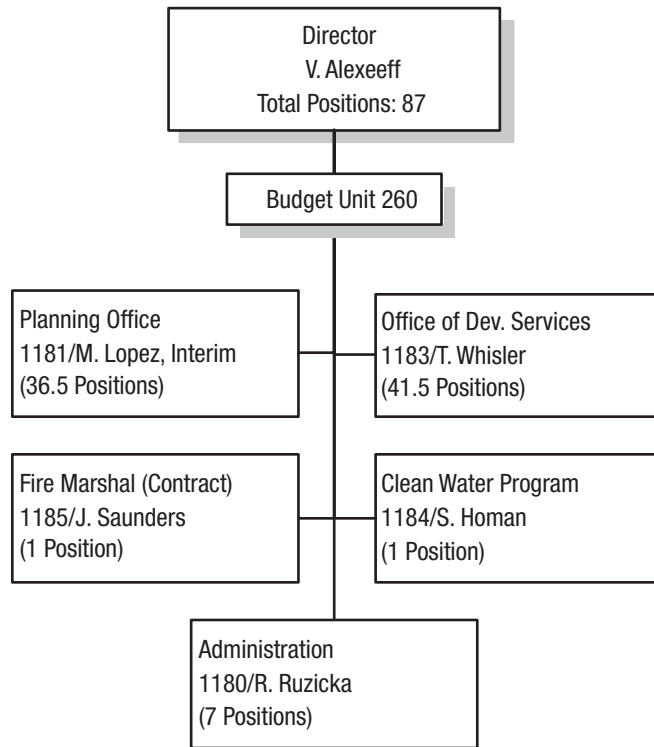 Director
V. Alexeeff
Total Positions: 87
Budget Unit 260
Planning Office
1181/M. Lopez, Interim
(36.5 Positions)
Office of Dev. Services
1183/T. Whisler
(41.5 Positions)
Fire Marshal (Contract)
1185/J. Saunders
(1 Position)
Clean Water Program
1184/S. Homan
(1 Position)
Administration
1180/R. Ruzicka
(7 Positions)